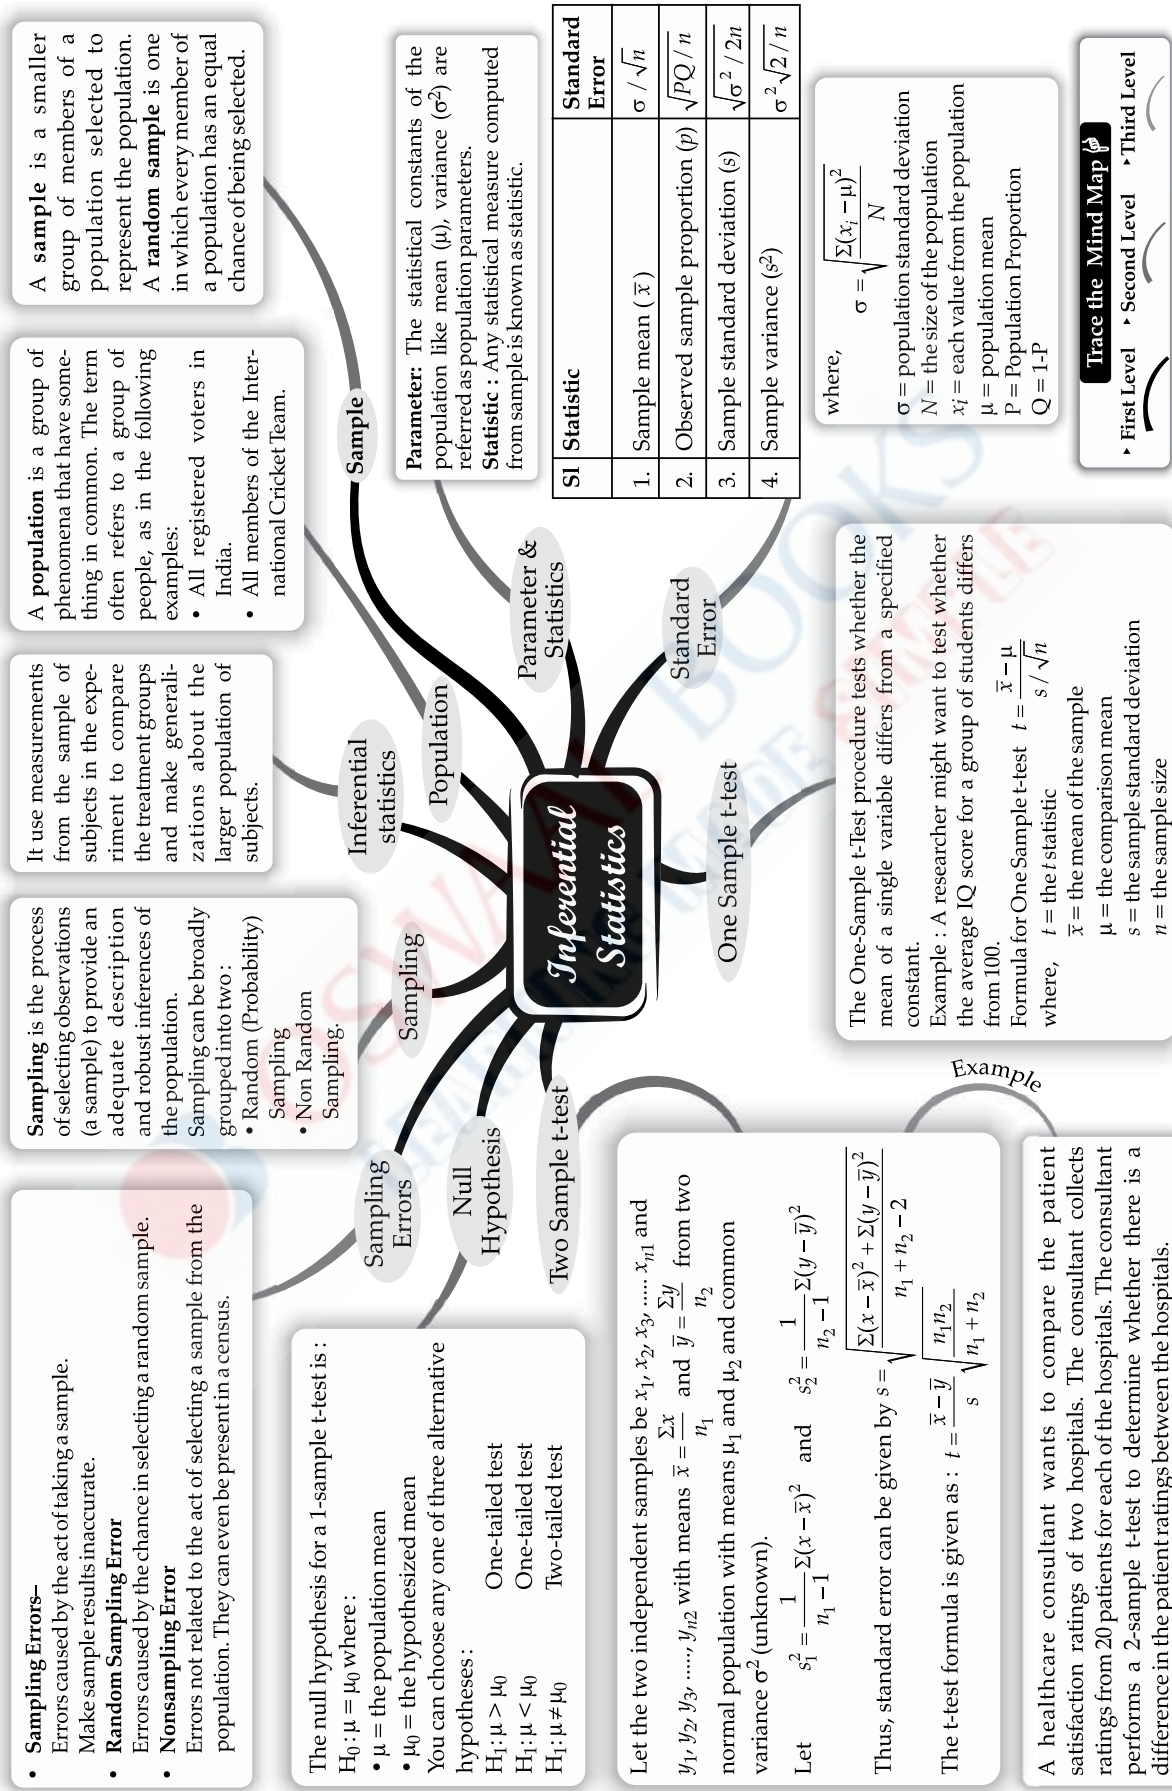 • Sampling Errors–
Errors caused by the act of taking a sample.
Make sample results inaccurate.
• Random Sampling Error
Errors caused by the chance in selecting a random sample.
• Nonsampling Error
Errors not related to the act of selecting a sample from the
population. They can even be present in a census.
Sampling is the process
of selecting observations
(a sample) to provide an
adequate description
and robust inferences of
the population.
Sampling can be broadly
grouped into two :
• Random (Probability)
Sampling
• Non Random
Sampling.
It use measurements
from the sample of
subjects in the expe-
riment to compare
the treatment groups
and make generali-
zations about the
larger population of
subjects.
A population is a group of
phenomena that have some-
thing in common. The term
often refers to a group of
people, as in the following
examples:
• All registered voters in
India.
• All members of the Inter-
national Cricket Team.
A sample is a smaller
group of members of a
population selected to
represent the population.
A random sample is one
in which every member of
a population has an equal
chance of being selected.
Sampling
Errors
Null
Hypothesis
Two Sample t-test
Sampling
Inferential
statistics
Population
Sample
Parameter &
Statistics
Standard
Error
One Sample t-test
Inferential
Statistics
The null hypothesis for a 1-sample t-test is :
H₀ : μ = μ₀ where :
• μ = the population mean
• μ₀ = the hypothesized mean
You can choose any one of three alternative
hypotheses :
H₁ : μ > μ₀ One-tailed test
H₁ : μ < μ₀ One-tailed test
H₁ : μ ≠ μ₀ Two-tailed test
Parameter: The statistical constants of the
population like mean (μ), variance (σ²) are
referred as population parameters.
Statistic : Any statistical measure computed
from sample is known as statistic.
Sl Statistic Standard Error
1. Sample mean ( x̄ ) σ / √n
2. Observed sample proportion (p) √(PQ / n)
3. Sample standard deviation (s) √(σ² / 2n)
4. Sample variance (s²) σ² √(2 / n)
where, σ = √(Σ(xᵢ – μ)² / N)
σ = population standard deviation
N = the size of the population
xᵢ = each value from the population
μ = population mean
P = Population Proportion
Q = 1-P
Let the two independent samples be x₁, x₂, x₃, ..... xₙ₁ and
y₁, y₂, y₃, ......, yₙ₂ with means x̄ = Σx / n₁ and ȳ = Σy / n₂ from two
normal population with means μ₁ and μ₂ and common
variance σ² (unknown).
Let s₁² = 1 / (n₁ – 1) Σ(x – x̄)² and s₂² = 1 / (n₂ – 1) Σ(y – ȳ)²
Thus, standard error can be given by s = √((Σ(x – x̄)² + Σ(y – ȳ)²) / (n₁ + n₂ – 2))
The t-test formula is given as : t = (x̄ – ȳ) / s √(n₁n₂ / (n₁ + n₂))
Example
A healthcare consultant wants to compare the patient
satisfaction ratings of two hospitals. The consultant collects
ratings from 20 patients for each of the hospitals. The consultant
performs a 2-sample t-test to determine whether there is a
difference in the patient ratings between the hospitals.
The One-Sample t-Test procedure tests whether the
mean of a single variable differs from a specified
constant.
Example : A researcher might want to test whether
the average IQ score for a group of students differs
from 100.
Formula for One Sample t-test t = (x̄ – μ) / (s / √n)
where, t = the t statistic
x̄ = the mean of the sample
μ = the comparison mean
s = the sample standard deviation
n = the sample size
Trace the Mind Map
▸ First Level ▸ Second Level ▸ Third Level
OSWAAL BOOKS
LEARNING MADE SIMPLE